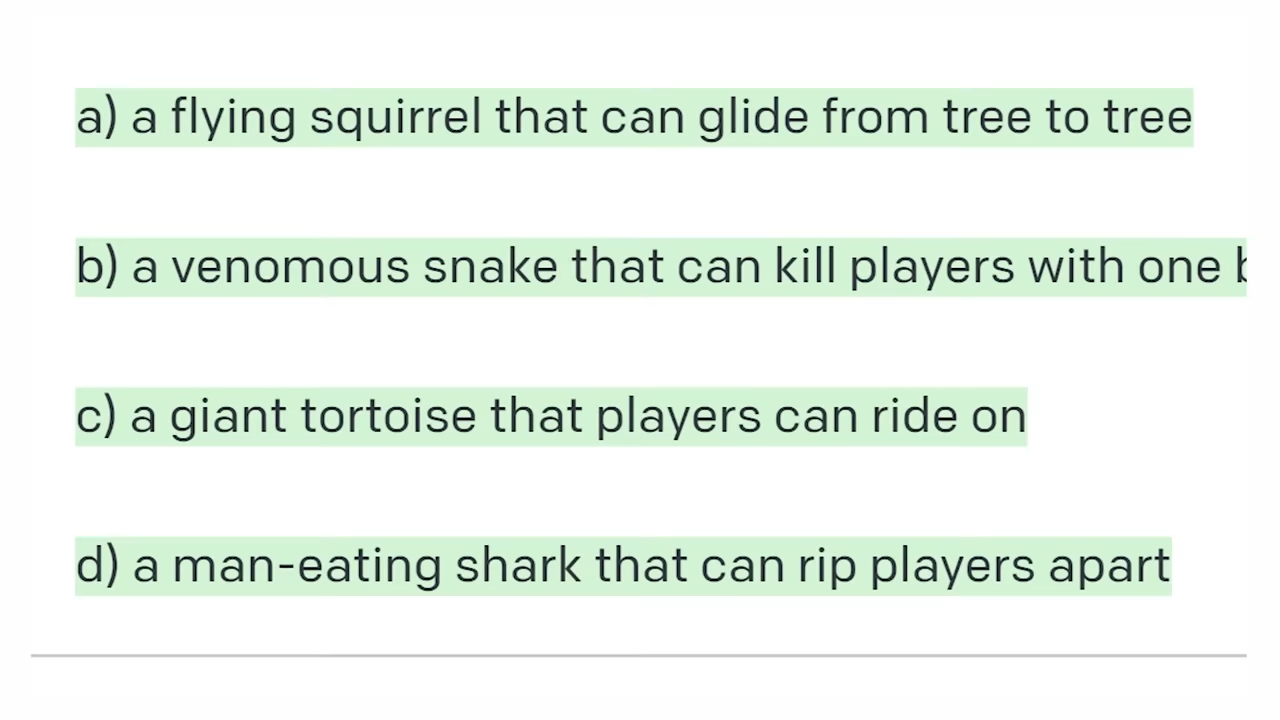 a) a flying squirrel that can glide from tree to tree
b) a venomous snake that can kill players with one
c) a giant tortoise that players can ride on
d) a man-eating shark that can rip players apart